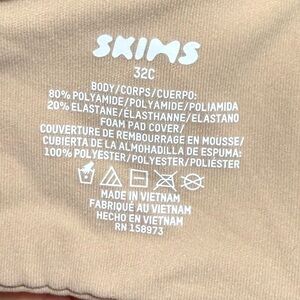 SKIMS
32C
BODY/CORPS/CUERPO:
80% POLYAMIDE/POLYAMIDE/POLIAMIDA
20% ELASTANE/ÉLASTHANNE/ELASTANO
FOAM PAD COVER/
COUVERTURE DE REMBOURRAGE EN MOUSSE/
CUBIERTA DE LA ALMOHADILLA DE ESPUMA:
100% POLYESTER/POLYESTER/POLIÉSTER
MADE IN VIETNAM
FABRIQUÉ AU VIETNAM
HECHO EN VIETNAM
RN 158973